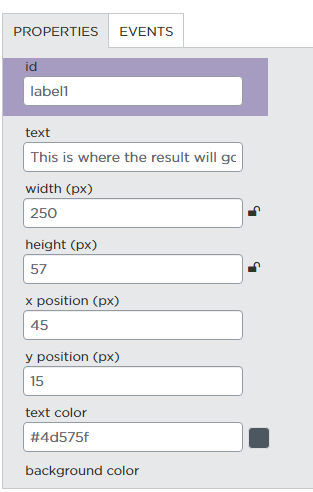 PROPERTIES EVENTS
id
label1
text
This is where the result will go
width (px)
250
height (px)
57
x position (px)
45
y position (px)
15
text color
#4d575f
background color